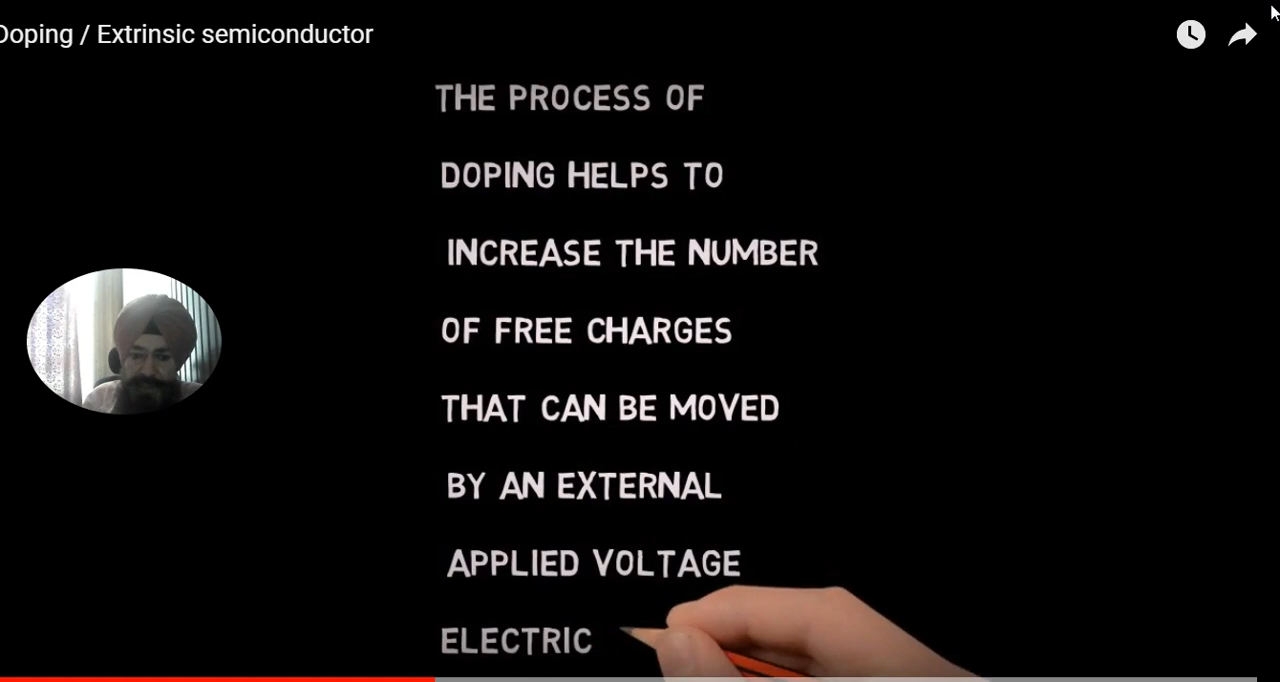 Doping / Extrinsic semiconductor
THE PROCESS OF
DOPING HELPS TO
INCREASE THE NUMBER
OF FREE CHARGES
THAT CAN BE MOVED
BY AN EXTERNAL
APPLIED VOLTAGE
ELECTRIC